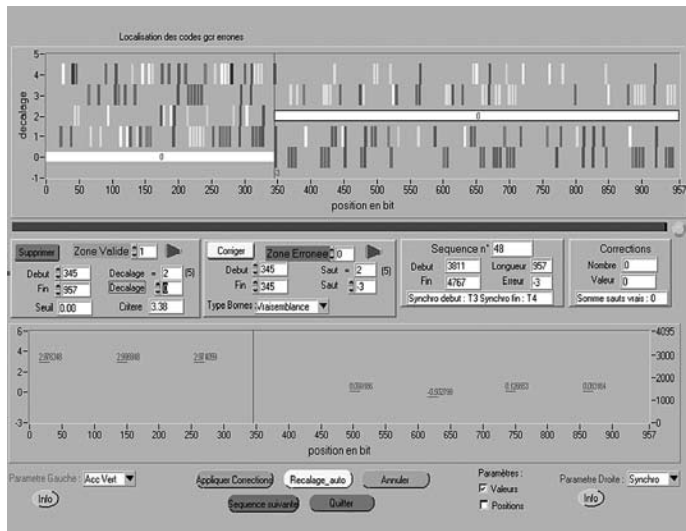 Localisation des codes gcr errones
5-
4-
3-
2-
1-
0-
-1-
decalage
0
0
-3
0 50 100 150 200 250 300 350 400 450 500 550 600 650 700 750 800 850 900 957
position en bit
Supprimer Zone Valide 1
Debut 345 Decalage = 2 (5)
Fin 957 Decalage
Seuil 0.00 Critere 3.38
Corriger Zone Erronee 0
Debut 345 Saut = 2 (5)
Fin 345 Saut -3
Type Bornes: Vraisemblance
Sequence n° 48
Debut 3811 Longueur 957
Fin 4767 Erreur -3
Synchro debut : T3 Synchro fin : T4
Corrections
Nombre 0
Valeur 0
Somme sauts vrais : 0
6-
4-
2-
0-
-3-
-4095
-3000
-2000
-1000
-0
0 50 100 150 200 250 300 350 400 450 500 550 600 650 700 750 800 850 900 957
position en bit
Parametre Gauche : Acc Vert
Info
Appliquer Corrections Recalage_auto Annuler
Sequence suivante Quitter
Paramètres :
Valeurs
Positions
Parametre Droite : Synchro
Info